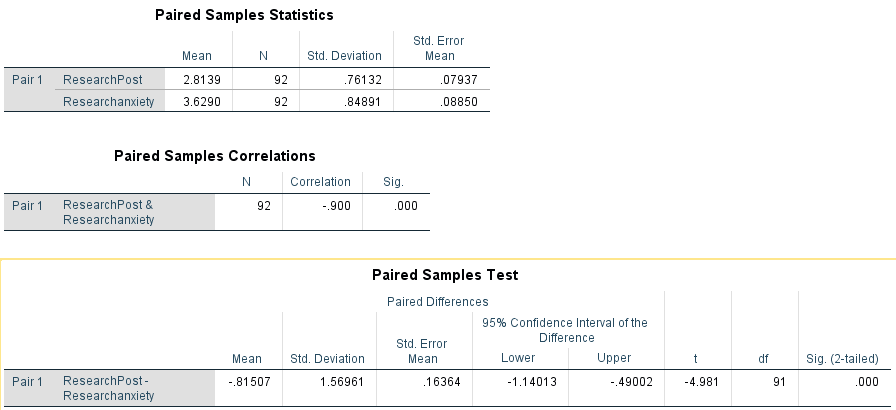 Paired Samples Statistics
Mean N Std. Deviation Std. Error Mean
Pair 1 ResearchPost 2.8139 92 .76132 .07937
Researchanxiety 3.6290 92 .84891 .08850
Paired Samples Correlations
N Correlation Sig.
Pair 1 ResearchPost & Researchanxiety 92 -.900 .000
Paired Samples Test
Paired Differences
95% Confidence Interval of the Difference
Mean Std. Deviation Std. Error Mean Lower Upper t df Sig. (2-tailed)
Pair 1 ResearchPost - Researchanxiety -.81507 1.56961 .16364 -1.14013 -.49002 -4.981 91 .000